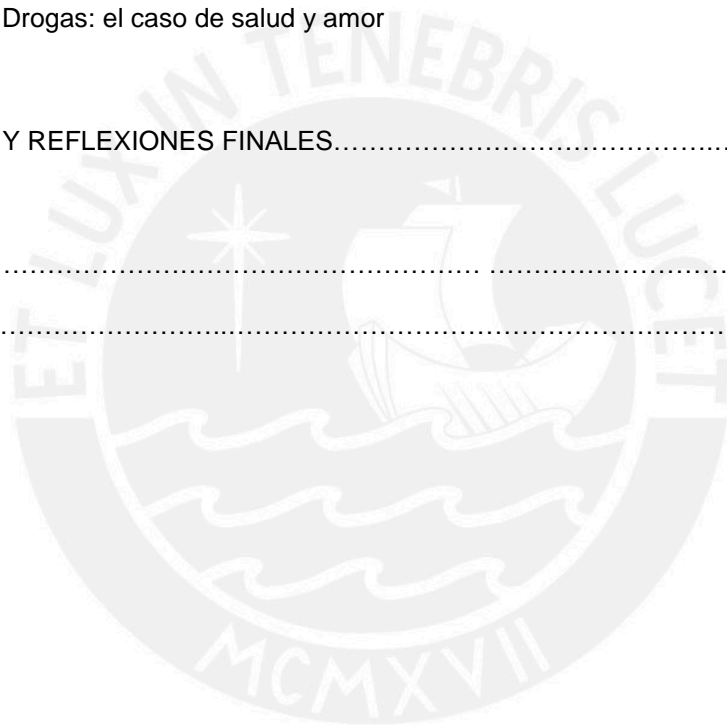 Drogas: el caso de salud y amor
Y REFLEXIONES FINALES……………………………………..…
……………………………………………… ………………………
……………………..………………………………………………
ET LUX IN TENEBRIS LUCET
MCMXVII